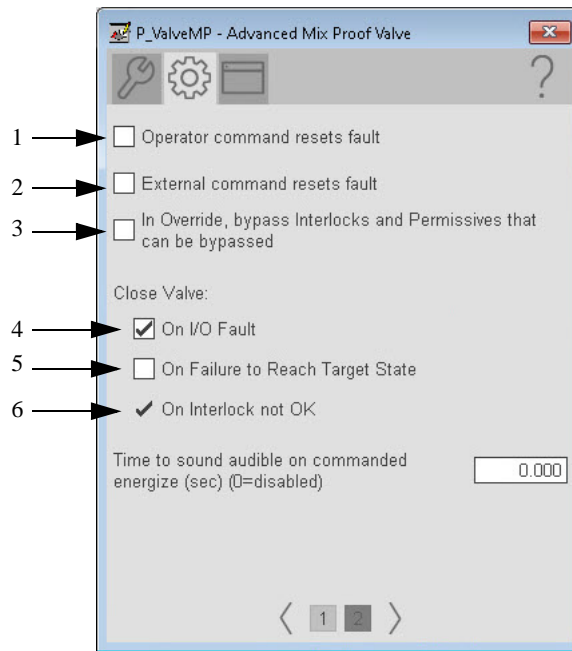 P_ValveMP - Advanced Mix Proof Valve
?
1 Operator command resets fault
2 External command resets fault
3 In Override, bypass Interlocks and Permissives that
can be bypassed
Close Valve:
4 On I/O Fault
5 On Failure to Reach Target State
6 On Interlock not OK
Time to sound audible on commanded
energize (sec) (0=disabled) 0.000
1 2